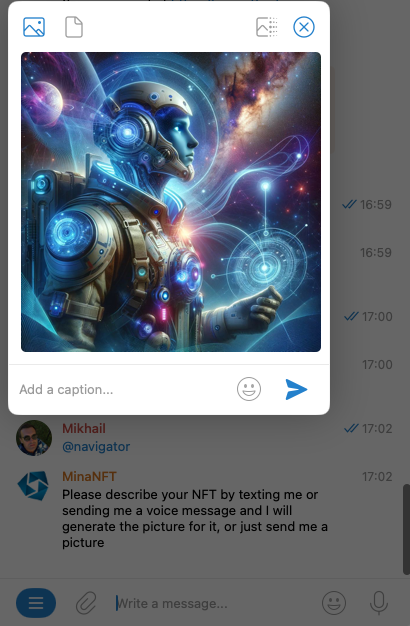 16:59
16:59
17:00
17:00
Add a caption...
Mikhail
17:02
@navigator
MinaNFT
17:02
Please describe your NFT by texting me or
sending me a voice message and I will
generate the picture for it, or just send me a
picture
Write a message...